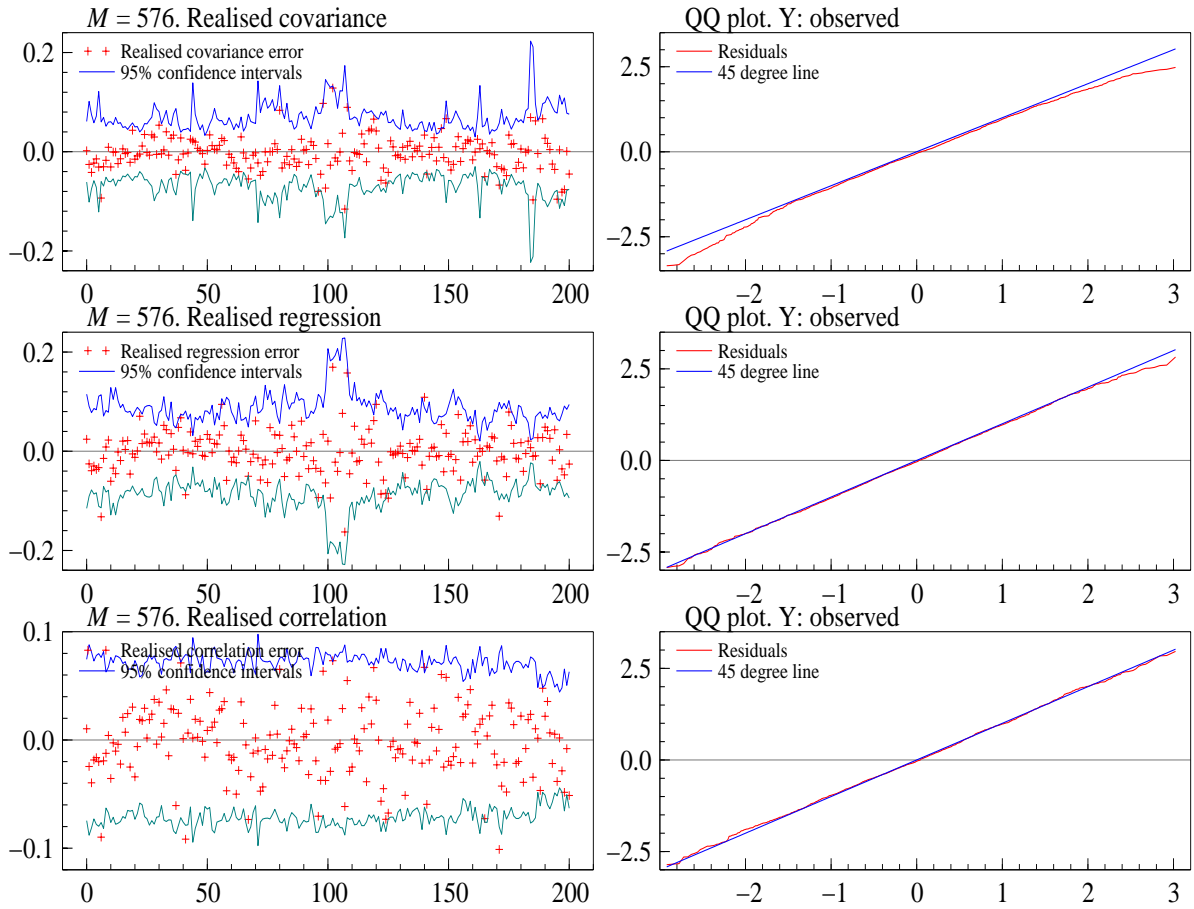 M = 576. Realised covariance
QQ plot. Y: observed
0.2
0.0
−0.2
Realised covariance error
95% confidence intervals
0 50 100 150 200
2.5
0.0
−2.5
Residuals
45 degree line
−2 −1 0 1 2 3
M = 576. Realised regression
QQ plot. Y: observed
0.2
0.0
−0.2
Realised regression error
95% confidence intervals
0 50 100 150 200
2.5
0.0
−2.5
Residuals
45 degree line
−2 −1 0 1 2 3
M = 576. Realised correlation
QQ plot. Y: observed
0.1
0.0
−0.1
Realised correlation error
95% confidence intervals
0 50 100 150 200
2.5
0.0
−2.5
Residuals
45 degree line
−2 −1 0 1 2 3